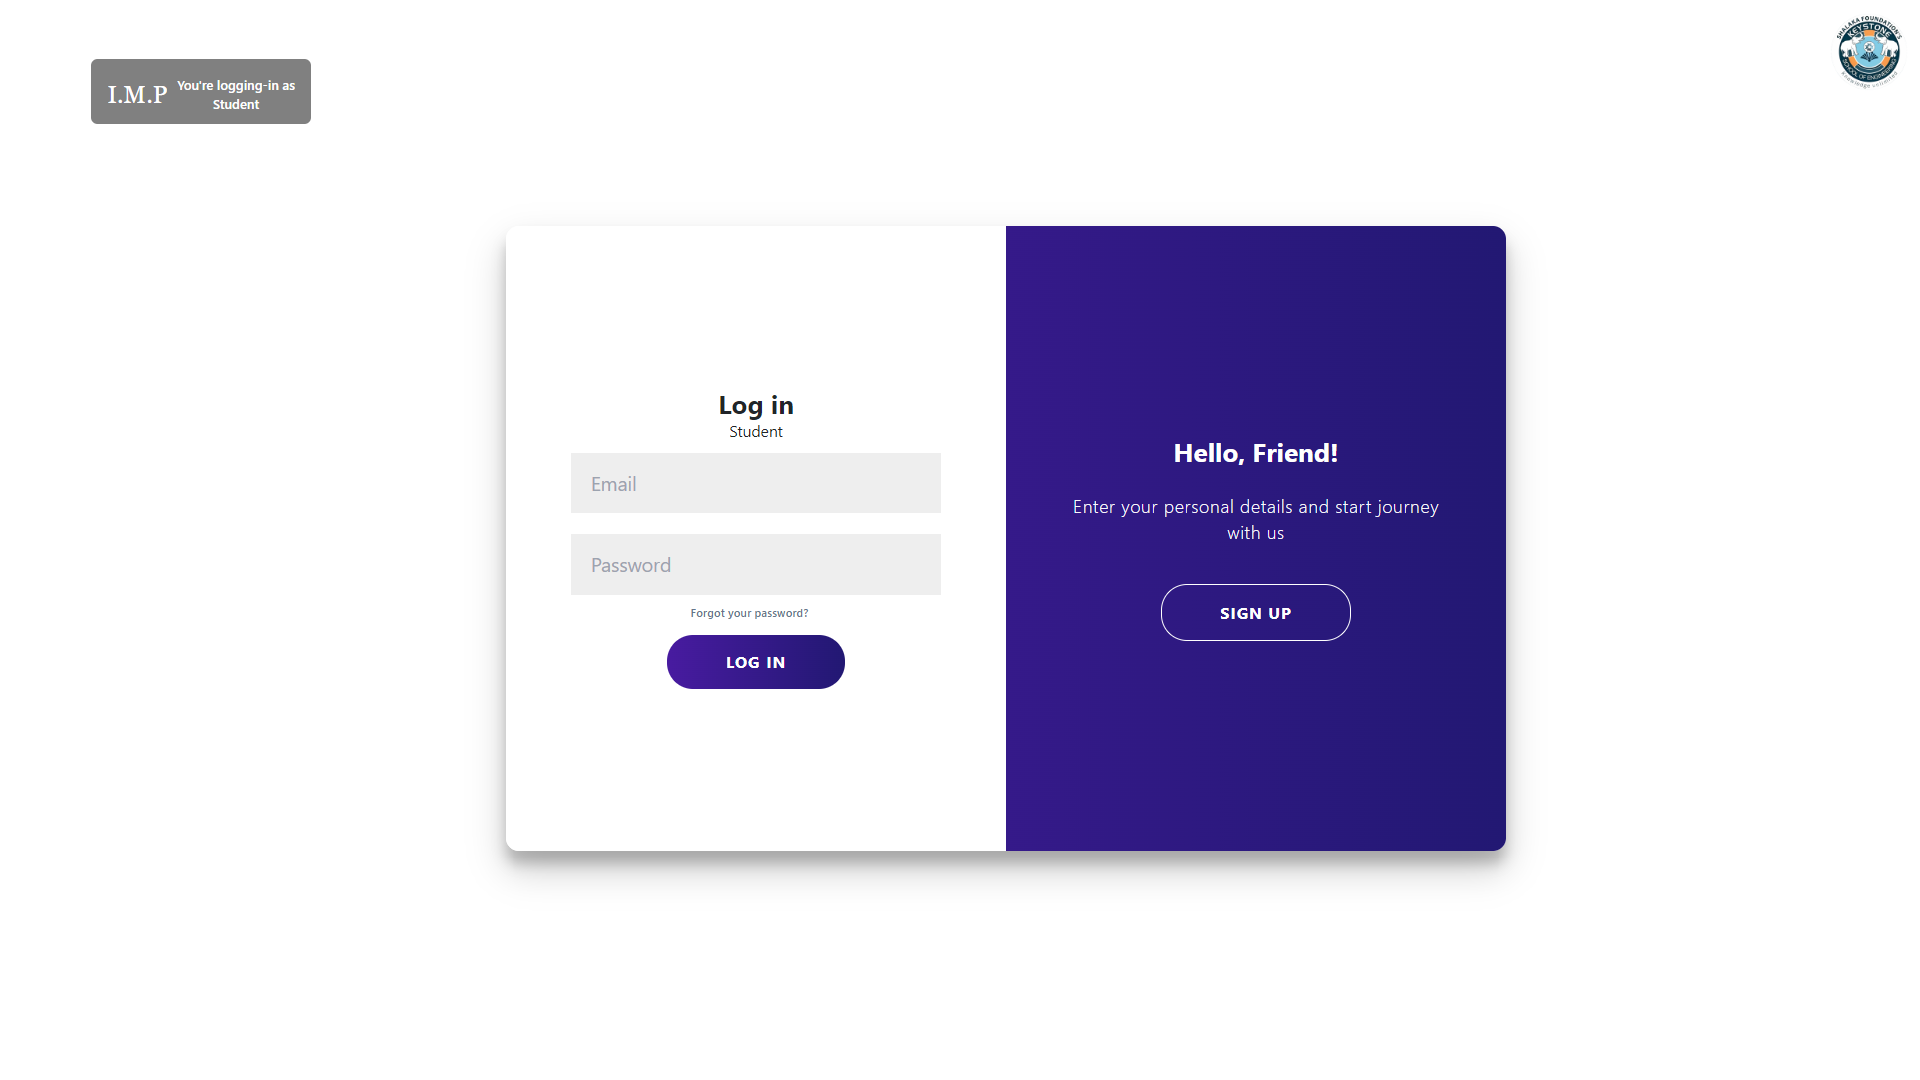 I.M.P
You're logging-in as
Student
SHALAKA FOUNDATION'S
KEYSTONE
SCHOOL OF ENGINEERING
Log in
Student
Email
Password
Forgot your password?
LOG IN
Hello, Friend!
Enter your personal details and start journey
with us
SIGN UP